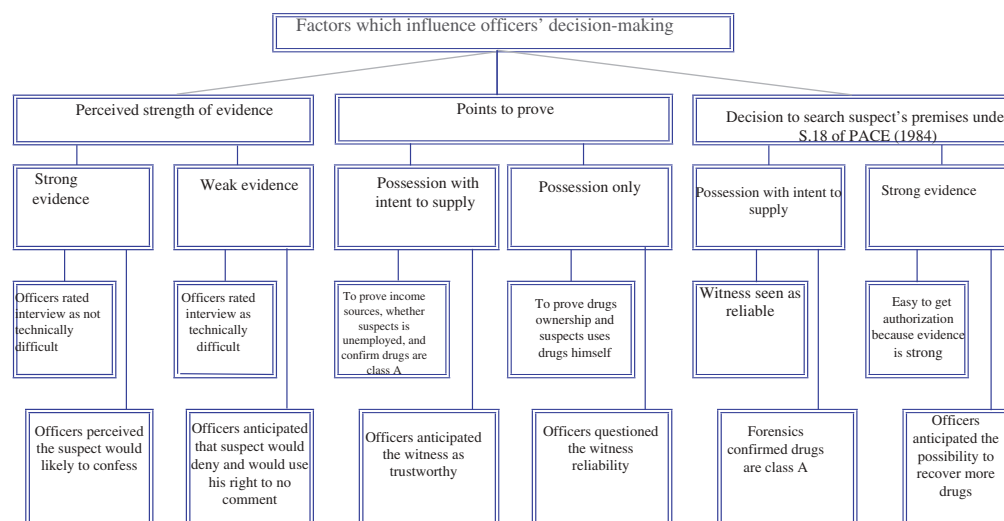 Factors which influence officers' decision-making
Perceived strength of evidence
Points to prove
Decision to search suspect's premises unde
S.18 of PACE (1984)
Strong
evidence
Weak evidence
Possession with
intent to supply
Possession only
Possession with intent to
supply
Strong evidence
Officers rated
interview as not
technically
difficult
Officers rated
interview as
technically
difficult
To prove income
sources, whether
suspects is
unemployed, and
confirm drugs are
class A
To prove drugs
ownership and
suspects uses
drugs himself
Witness seen as
reliable
Easy to get
authorization
because evidence
is strong
Officers perceived
the suspect would
likely to confess
Officers anticipated
that suspect would
deny and would use
his right to no
comment
Officers anticipated
the witness as
trustworthy
Officers questioned
the witness
reliability
Forensics
confirmed drugs
are class A
Officers
anticipated the
possibility to
recover more
drugs